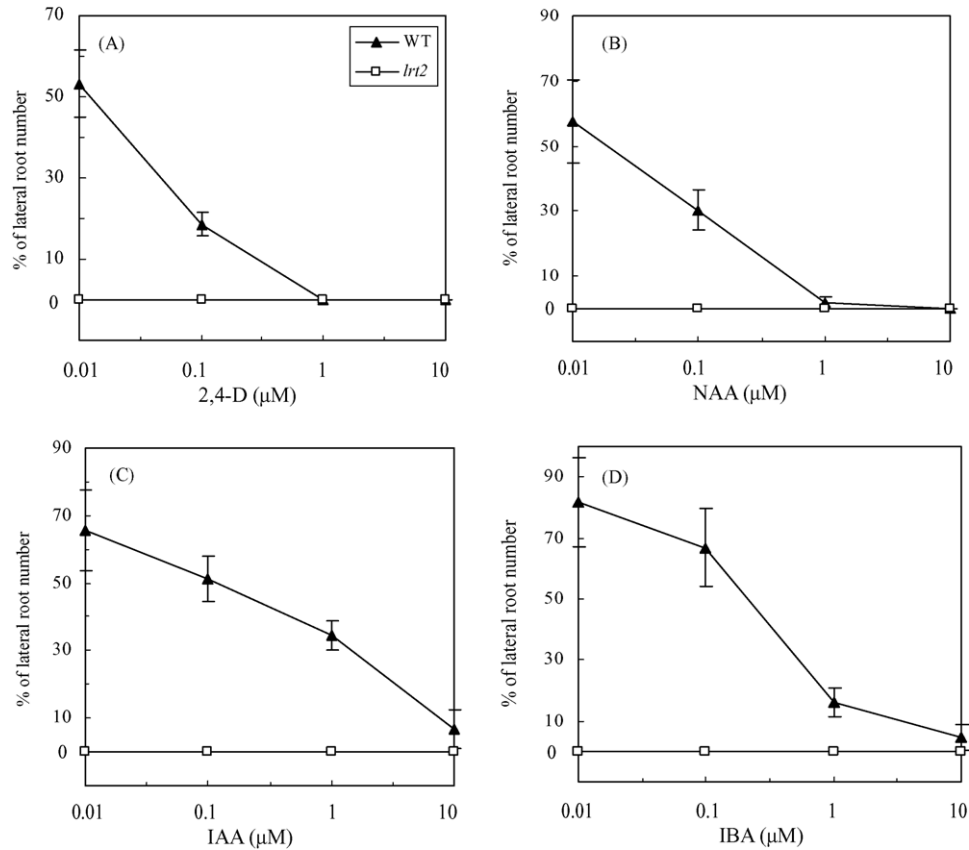 (A)
WT
lrt2
% of lateral root number
70
50
30
10
0
0.01 0.1 1 10
2,4-D (μM)
(B)
% of lateral root number
90
70
50
30
10
0
0.01 0.1 1 10
NAA (μM)
(C)
% of lateral root number
90
70
50
30
10
0
0.01 0.1 1 10
IAA (μM)
(D)
% of lateral root number
90
70
50
30
10
0
0.01 0.1 1 10
IBA (μM)